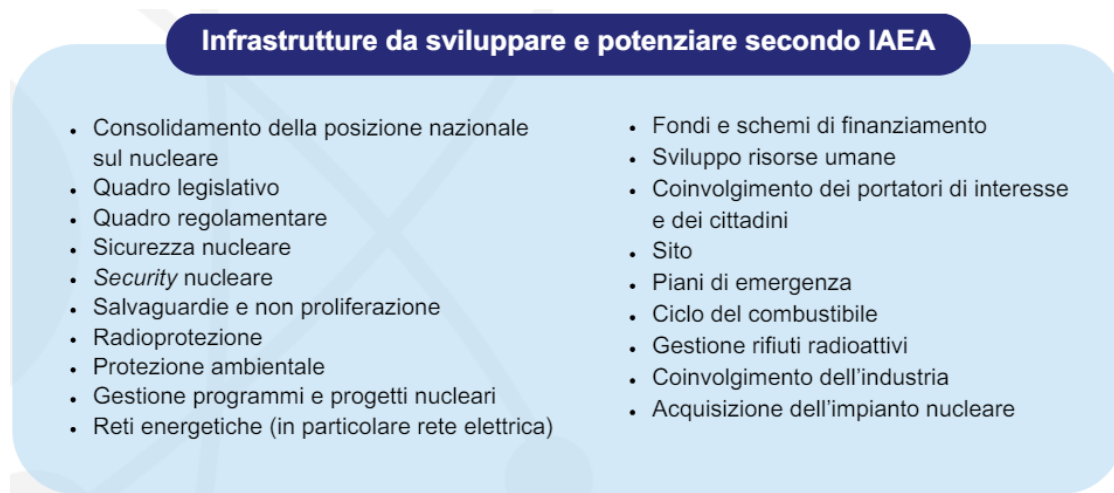 Infrastrutture da sviluppare e potenziare secondo IAEA
• Consolidamento della posizione nazionale
sul nucleare
• Quadro legislativo
• Quadro regolamentare
• Sicurezza nucleare
• Security nucleare
• Salvaguardie e non proliferazione
• Radioprotezione
• Protezione ambientale
• Gestione programmi e progetti nucleari
• Reti energetiche (in particolare rete elettrica)
• Fondi e schemi di finanziamento
• Sviluppo risorse umane
• Coinvolgimento dei portatori di interesse
e dei cittadini
• Sito
• Piani di emergenza
• Ciclo del combustibile
• Gestione rifiuti radioattivi
• Coinvolgimento dell’industria
• Acquisizione dell’impianto nucleare